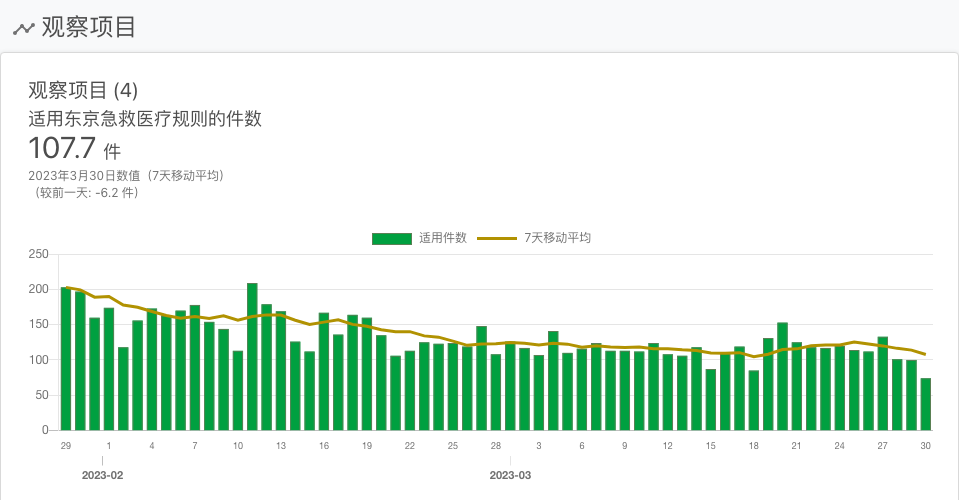 观察项目
观察项目 (4)
适用东京急救医疗规则的件数
107.7 件
2023年3月30日数值（7天移动平均）
（较前一天: -6.2 件）
适用件数 7天移动平均
250
200
150
100
50
0
29 1 4 7 10 13 16 19 22 25 28 3 6 9 12 15 18 21 24 27 30
2023-02 2023-03